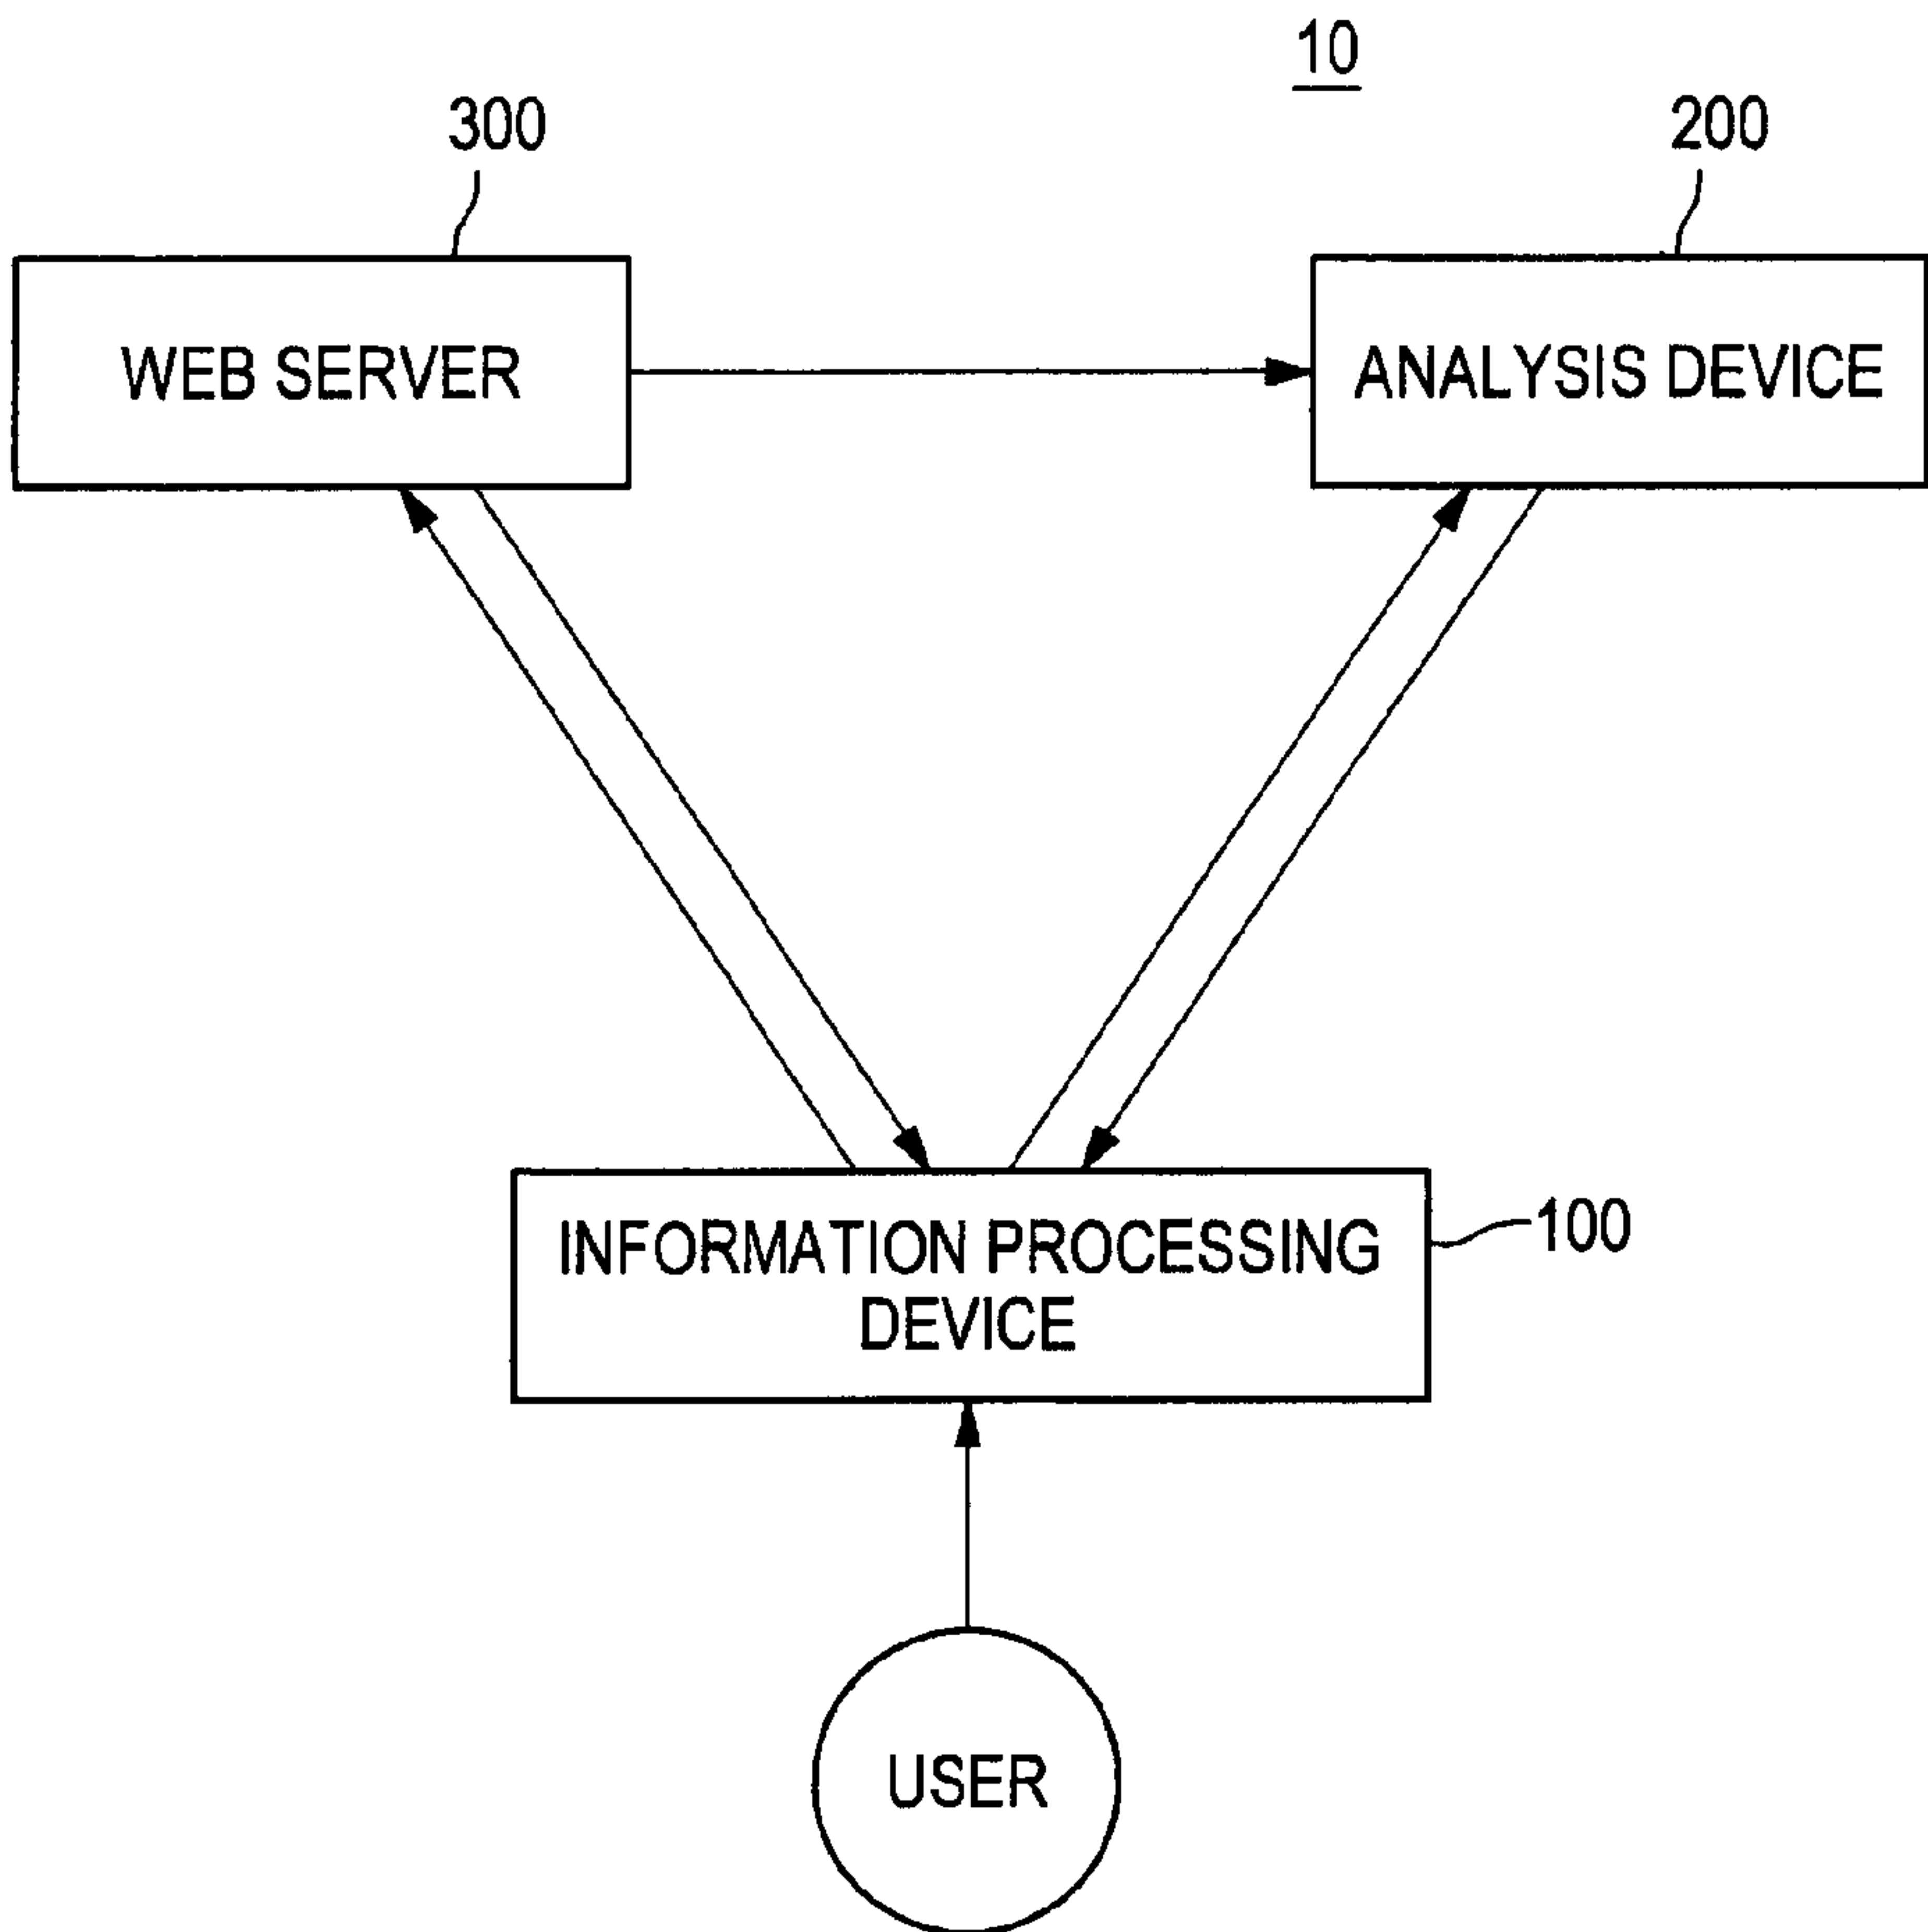 10
300
200
WEB SERVER
ANALYSIS DEVICE
INFORMATION PROCESSING
DEVICE
100
USER